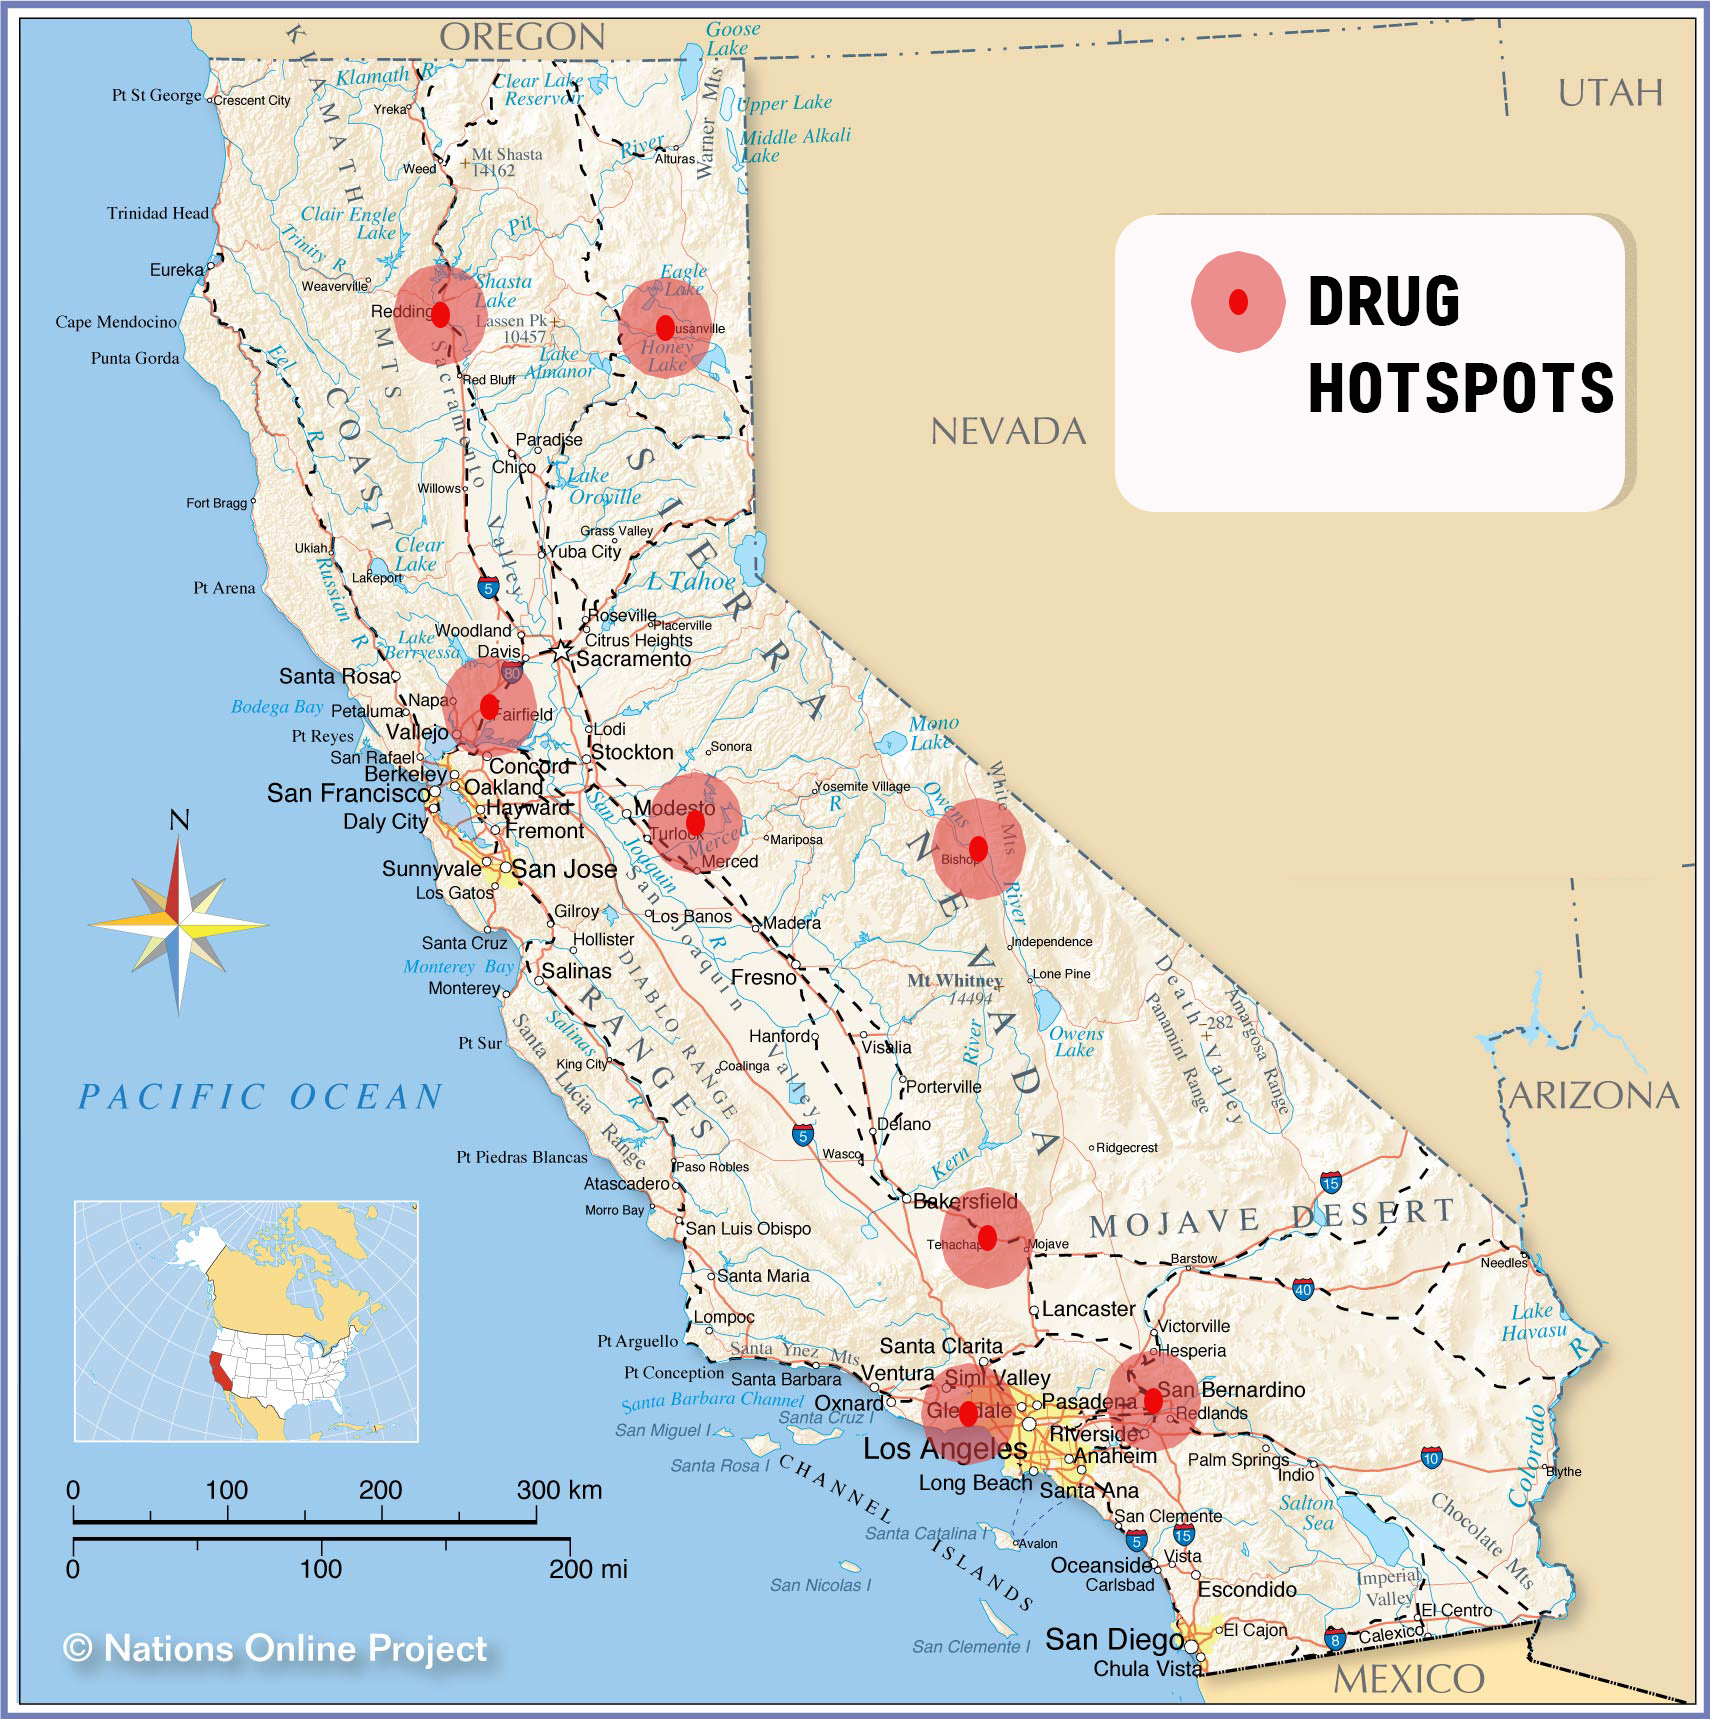 OREGON
Goose
Lake
UTAH
KLAMATH
MTS
Klamath R
Clear Lake
Reservoir
Warner Mts
Upper Lake
Middle Alkali
Lake
Pt St George
Crescent City
Yreka
Weed
Mt Shasta
14162
River
Alturas
Trinidad Head
Clair Engle
Lake
Trinity R
Pit
Eureka
Weaverville
Shasta
Lake
Eagle
Lake
Redding
Lassen Pk
10457
usanville
Honey
Lake
Cape Mendocino
Punta Gorda
Lake
Almanor
Red Bluff
Eel
R
Sacramento
Valley
COAST
RANGES
Paradise
Chico
Willows
Lake
Oroville
SIERRA
NEVADA
NEVADA
DRUG
HOTSPOTS
Fort Bragg
Grass Valley
Ukiah
Clear
Lake
Yuba City
Lakeport
Russian R
Pt Arena
5
L Tahoe
Roseville
Placerville
Woodland
Citrus Heights
Lake
Berryessa
Davis
Sacramento
80
Santa Rosa
Bodega Bay
Petaluma
Napa
Fairfield
Pt Reyes
Vallejo
Lodi
San Rafael
Stockton
Sonora
Mono
Lake
Berkeley
Concord
San Francisco
Oakland
Hayward
Daly City
Fremont
Modesto
Turlock
Merced
R
Merced
Yosemite Village
Mariposa
Owens
River
White Mts
Bishop
N
Sunnyvale
San Jose
Los Gatos
San Joaquin
R
San Joaquin
Valley
Gilroy
Los Banos
Madera
Santa Cruz
Hollister
Independence
Monterey Bay
Salinas
Fresno
Monterey
Mt Whitney
14494
Lone Pine
DIABLO RANGE
Death Valley
-282
Panamint Range
Amargosa Range
Pt Sur
Salinas
R
Santa Lucia Range
King City
Hanford
Visalia
River
Owens
Lake
Coalinga
Porterville
PACIFIC OCEAN
ARIZONA
5
Delano
Wasco
Kern
Ridgecrest
Pt Piedras Blancas
Paso Robles
Atascadero
15
Morro Bay
Bakersfield
San Luis Obispo
MOJAVE DESERT
Tehachap
Mojave
Barstow
Needles
Santa Maria
40
Lancaster
Lompoc
Victorville
Lake
Havasu
Pt Arguello
Santa Ynez Mts
Santa Clarita
Hesperia
Pt Conception
Santa Barbara
Ventura
Simi Valley
Santa Barbara Channel
Oxnard
Glendale
Pasadena
San Bernardino
Redlands
San Miguel I
Santa Cruz I
Riverside
Santa Rosa I
Los Angeles
Anaheim
Palm Springs
Indio
10
Blythe
Colorado
R
CHANNEL
ISLANDS
Long Beach
Santa Ana
Salton
Sea
Chocolate Mts
San Clemente
Santa Catalina I
Avalon
5
15
Oceanside
Vista
San Nicolas I
Carlsbad
Escondido
Imperial
Valley
El Centro
San Clemente I
San Diego
El Cajon
8
Calexico
Chula Vista
MEXICO
0
100
200
300 km
0
100
200 mi
© Nations Online Project